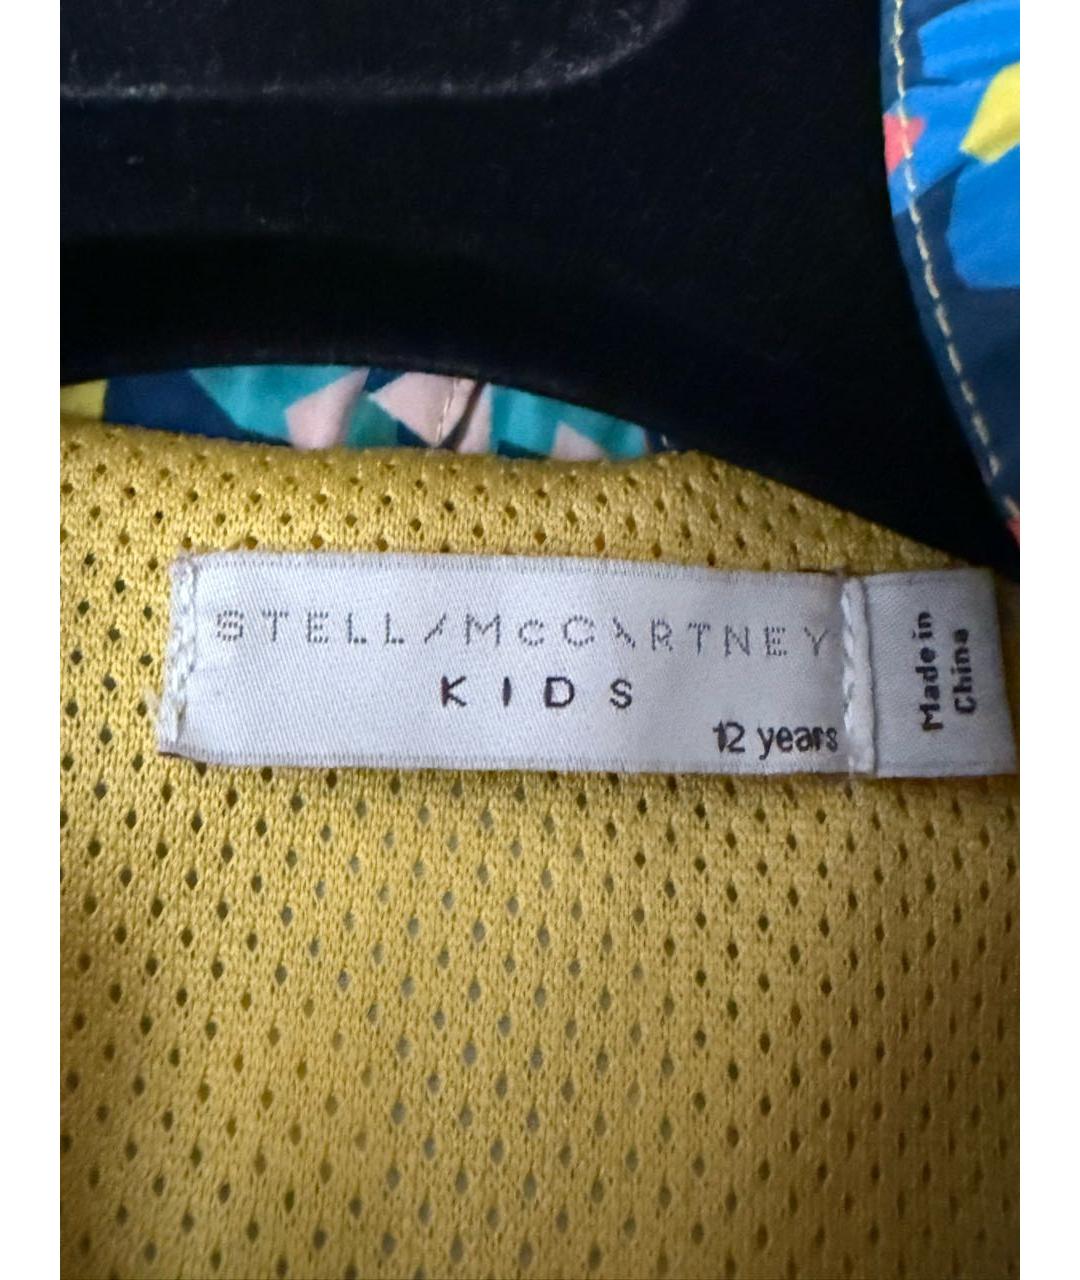 STELLA McCARTNEY
KIDS
12 years
Made in
China